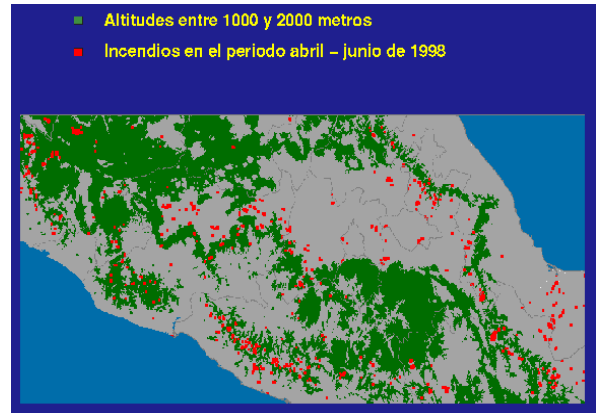 Altitudes entre 1000 y 2000 metros
Incendios en el periodo abril – junio de 1998